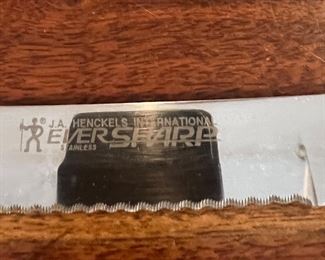 J.A. HENCKELS INTERNATIONAL
® EVERSHARP
STAINLESS